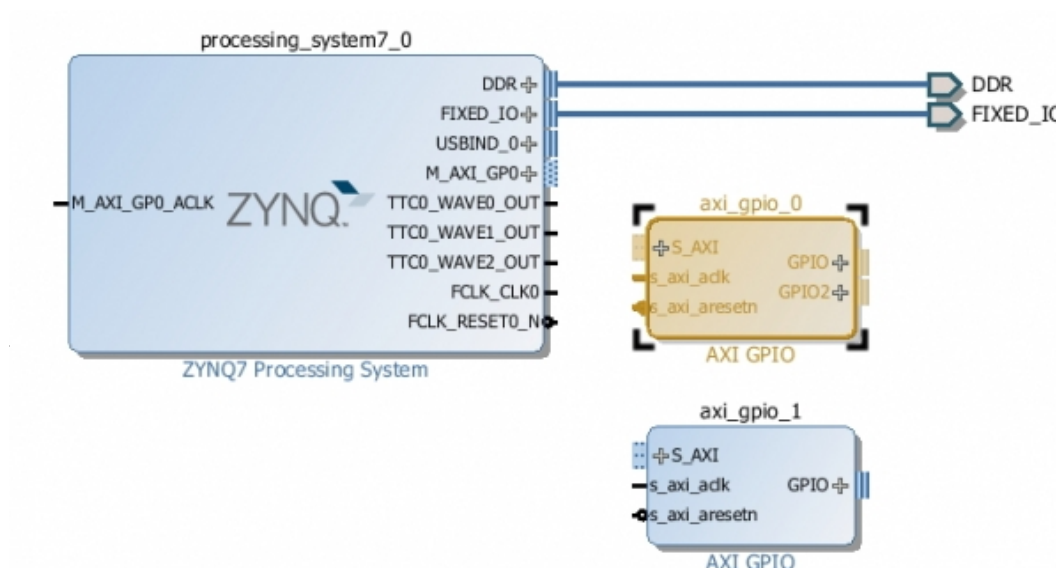 processing_system7_0
DDR
FIXED_IO
USBIND_0
M_AXI_GP0
M_AXI_GP0_ACLK
ZYNQ.
TTC0_WAVE0_OUT
TTC0_WAVE1_OUT
TTC0_WAVE2_OUT
FCLK_CLK0
FCLK_RESET0_N
ZYNQ7 Processing System
DDR
FIXED_IO
axi_gpio_0
S_AXI
s_axi_aclk
s_axi_aresetn
GPIO
GPIO2
AXI GPIO
axi_gpio_1
S_AXI
s_axi_aclk
s_axi_aresetn
GPIO
AXI GPIO